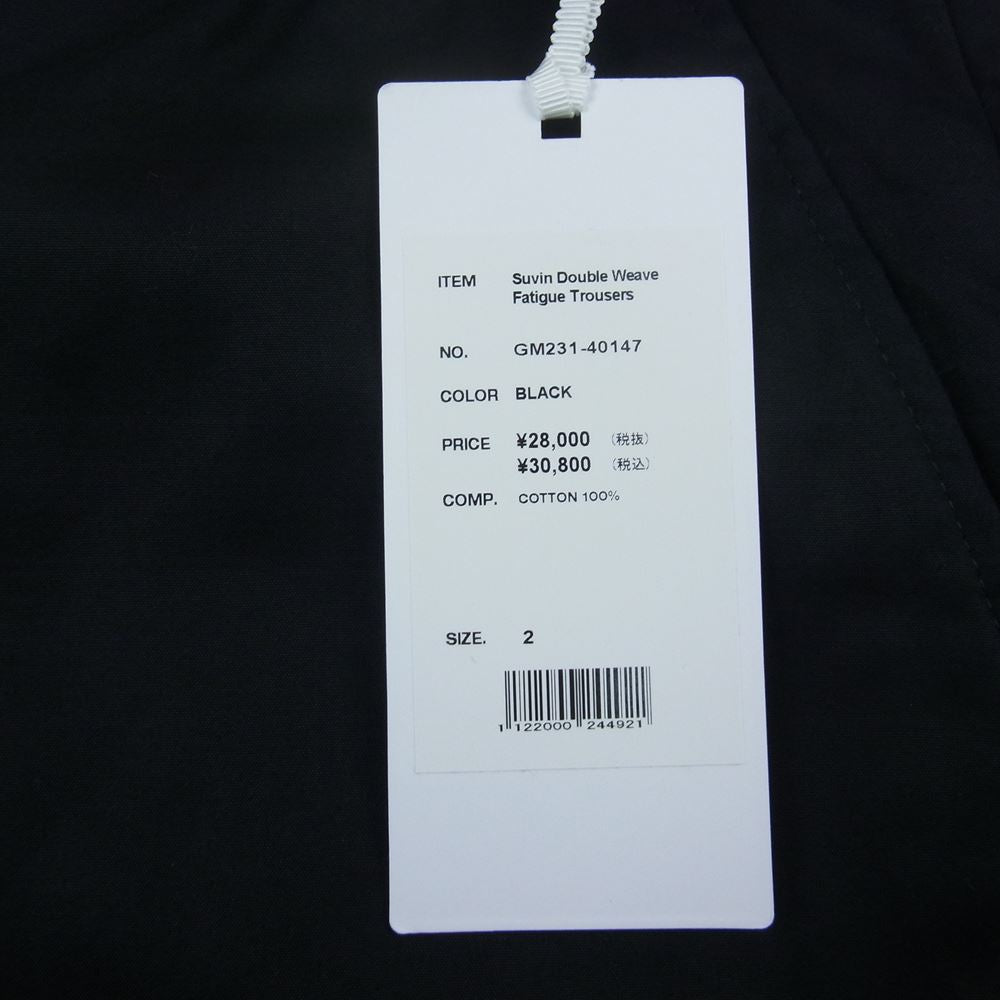 ITEM Suvin Double Weave
Fatigue Trousers
NO. GM231-40147
COLOR BLACK
PRICE ¥28,000 (税抜)
¥30,800 (税込)
COMP. COTTON 100%
SIZE. 2
1 122000 244921